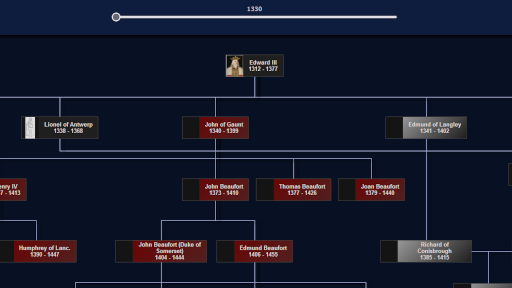 1330
Edward III
1312 - 1377
Lionel of Antwerp
1338 - 1368
John of Gaunt
1340 - 1399
Edmund of Langley
1341 - 1402
enry IV
7 - 1413
John Beaufort
1373 - 1410
Thomas Beaufort
1377 - 1426
Joan Beaufort
1379 - 1440
Humphrey of Lanc.
1390 - 1447
John Beaufort (Duke of
Somerset)
1404 - 1444
Edmund Beaufort
1406 - 1455
Richard of
Conisbrough
1385 - 1415